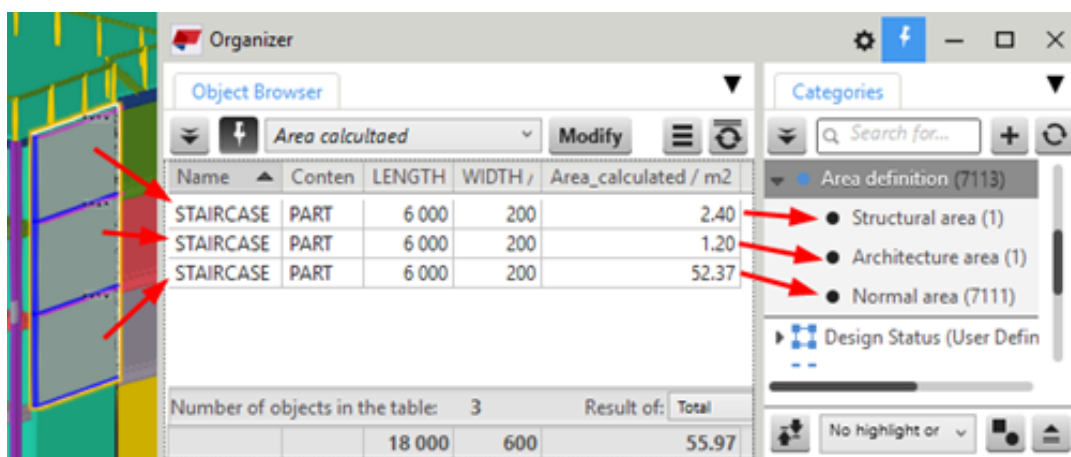 Organizer
Object Browser
Area calcultaed
Modify
Name Conten LENGTH WIDTH / Area_calculated / m2
STAIRCASE PART 6 000 200 2.40
STAIRCASE PART 6 000 200 1.20
STAIRCASE PART 6 000 200 52.37
Number of objects in the table: 3 Result of: Total
18 000 600 55.97
Categories
Search for...
Area definition (7113)
Structural area (1)
Architecture area (1)
Normal area (7111)
Design Status (User Defin
No highlight or